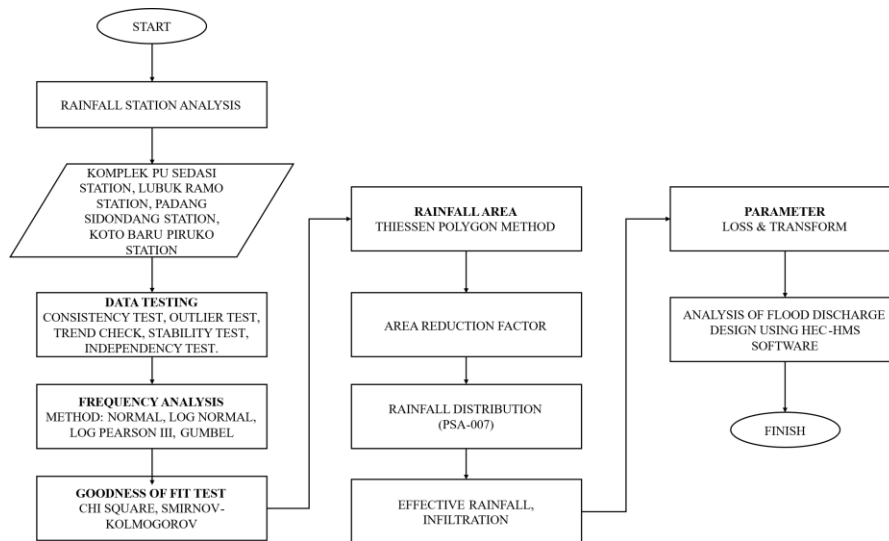 START
RAINFALL STATION ANALYSIS
KOMPLEK PU SEDASI
STATION, LUBUK RAMO
STATION, PADANG
SIDONDANG STATION,
KOTO BARU PIRUKO
STATION
DATA TESTING
CONSISTENCY TEST, OUTLIER TEST,
TREND CHECK, STABILITY TEST,
INDEPENDENCY TEST.
FREQUENCY ANALYSIS
METHOD: NORMAL, LOG NORMAL,
LOG PEARSON III, GUMBEL
GOODNESS OF FIT TEST
CHI SQUARE, SMIRNOV-
KOLMOGOROV
RAINFALL AREA
THIESSEN POLYGON METHOD
AREA REDUCTION FACTOR
RAINFALL DISTRIBUTION
(PSA-007)
EFFECTIVE RAINFALL,
INFILTRATION
PARAMETER
LOSS & TRANSFORM
ANALYSIS OF FLOOD DISCHARGE
DESIGN USING HEC-HMS
SOFTWARE
FINISH